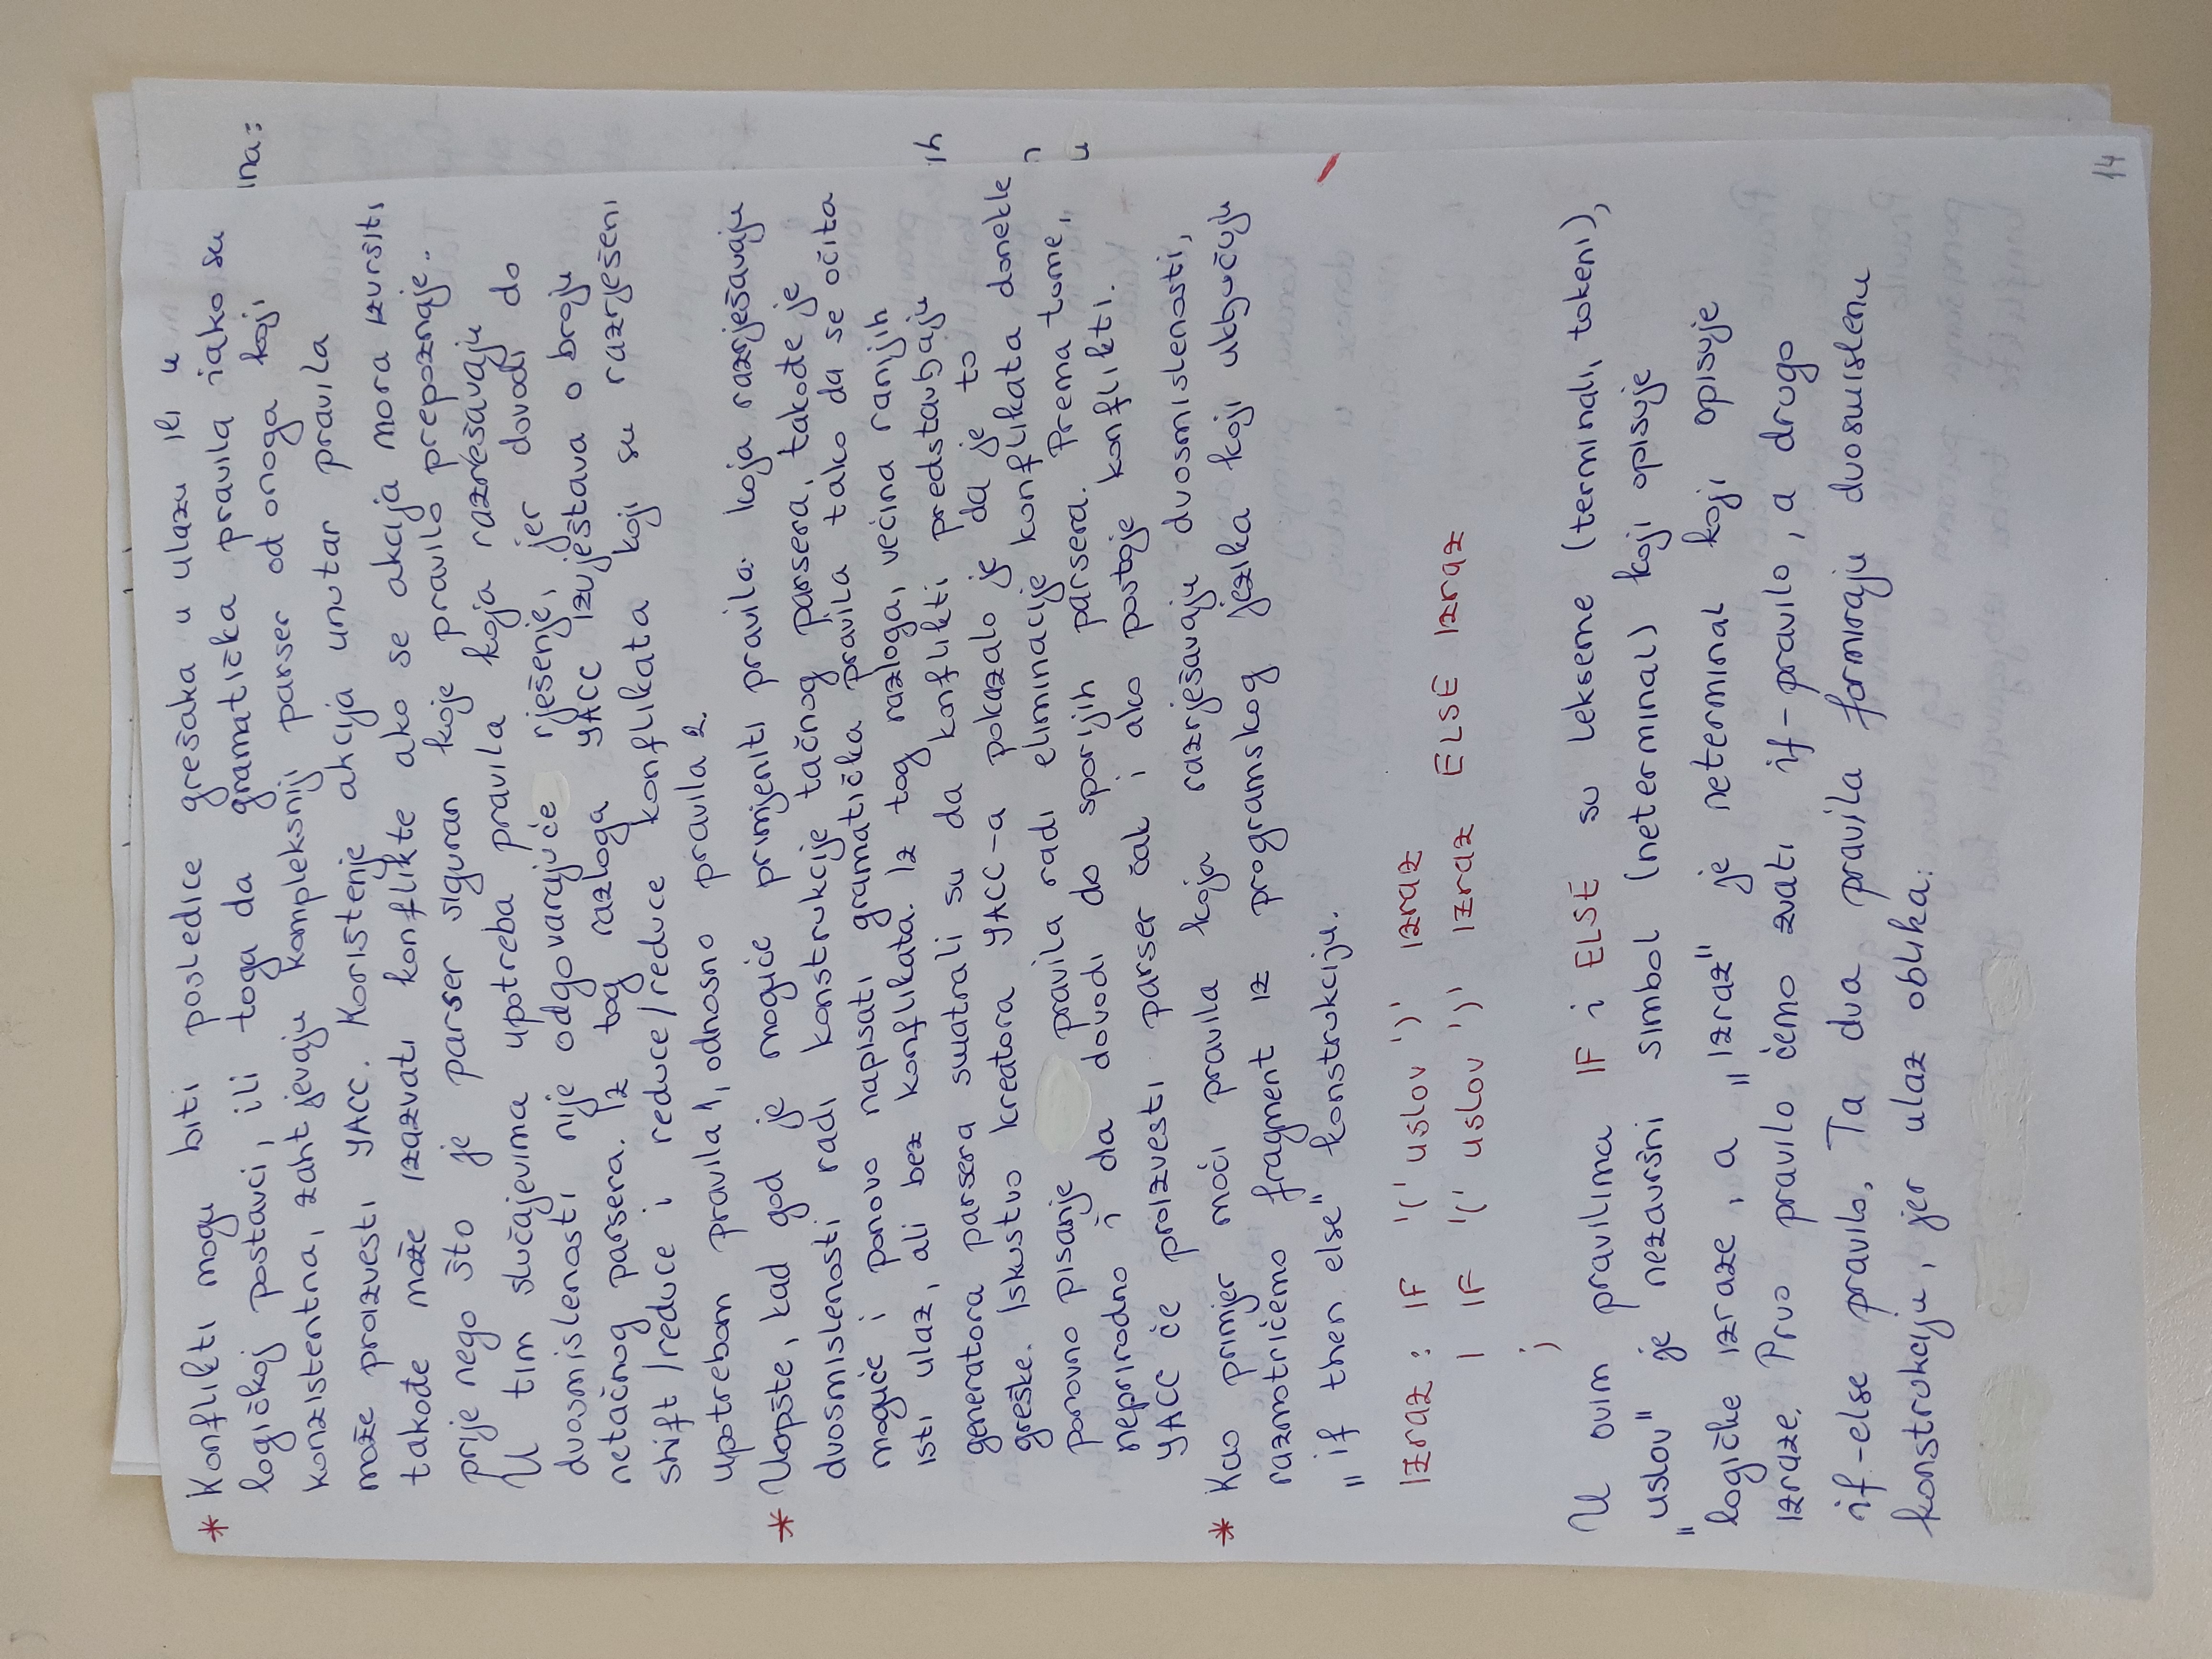 * Konflikti mogu biti posledice grešaka u ulazu ili u
logičkoj postavci, ili toga da gramatička pravila iako su
konzistentna, zahtjevaju kompleksniji parser od onoga koji
može proizvesti YACC. Korištenje akcija unutar pravila
takođe može izazvati konflikte ako se akcija mora izvršiti
prije nego što je parser siguran koje pravilo prepoznaje.
U tim slučajevima upotreba pravila koja razrešavaju
dvosmislenosti nije odgovarajuće rješenje, jer dovodi do
netačnog parsera. Iz tog razloga YACC izvještava o broju
shift/reduce i reduce/reduce konflikata koji su razrješeni
upotrebom pravila 1, odnosno pravila 2.
* Uopšte, kad god je moguće primjeniti pravila koja razrješavaju
dvosmislenosti radi konstrukcije tačnog parsera, takođe je
moguće i ponovo napisati gramatička pravila tako da se očita
isti ulaz, ali bez konflikata. Iz tog razloga, većina ranijih
generatora parsera smatrali su da konflikti predstavljaju
greške. Iskustvo kreatora YACC-a pokazalo je da je to
ponovno pisanje pravila radi eliminacije konflikata donekle
neprirodno i da dovodi do sporijih parsera. Prema tome,
YACC će proizvesti parser čak i ako postoje konflikti.
* Kao primjer moći pravila koja razrješavaju dvosmislenosti,
razmotrićemo fragment iz programskog jezika koji uključuju
"if then else" konstrukciju.
izraz : IF '(' uslov ')' izraz
| IF '(' uslov ')' izraz ELSE izraz
;
U ovim pravilima IF i ELSE su lekseme (terminali, tokeni),
"uslov" je nezavršni simbol (neterminal) koji opisuje
logičke izraze, a "izraz" je neterminal koji opisuje
izraze. Prvo pravilo ćemo zvati if-pravilo, a drugo
if-else pravilo. Ta dva pravila formiraju dvosmislenu
konstrukciju, jer ulaz oblika:
14